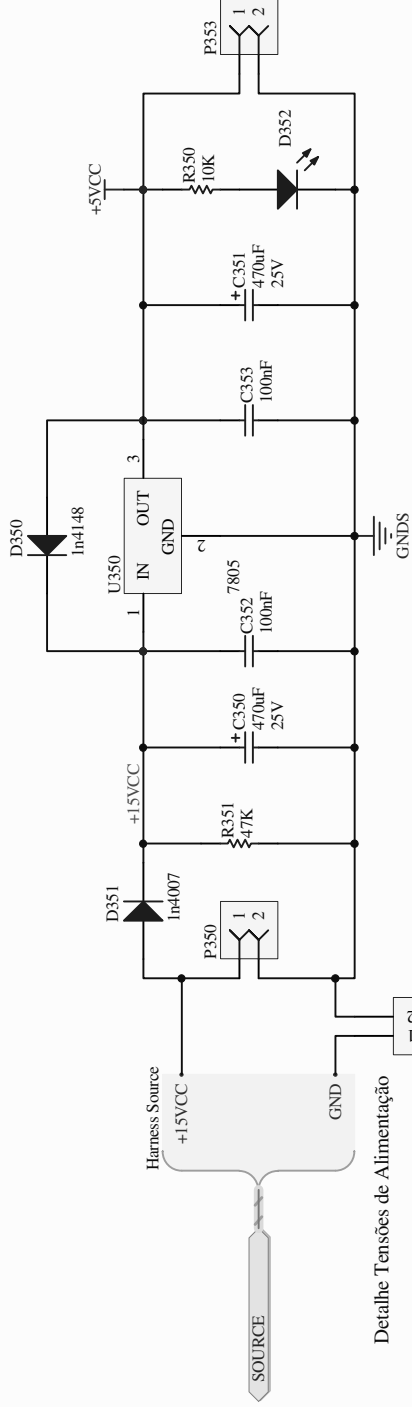 SOURCE
Harness Source
+15VCC
GND
Detalhe Tensões de Alimentação
P350
1
2
D351
1n4007
+15VCC
R351
47K
+
C350
470uF
25V
C352
100nF
7805
D350
1n4148
U350
IN
OUT
GND
1
3
2
GNDS
C353
100nF
+
C351
470uF
25V
+5VCC
R350
10K
D352
P353
1
2